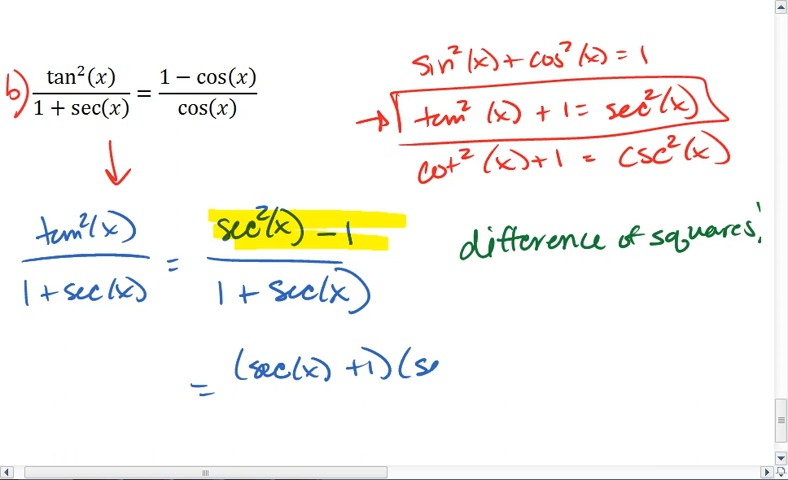 sin²(x) + cos²(x) = 1
b) tan²(x) / 1 + sec(x) = 1 − cos(x) / cos(x)
→ tan²(x) + 1 = sec²(x)
cot²(x) + 1 = csc²(x)
tan²(x) / 1 + sec(x) = sec²(x) − 1 / 1 + sec(x)
difference of squares!
= (sec(x) + 1)(se